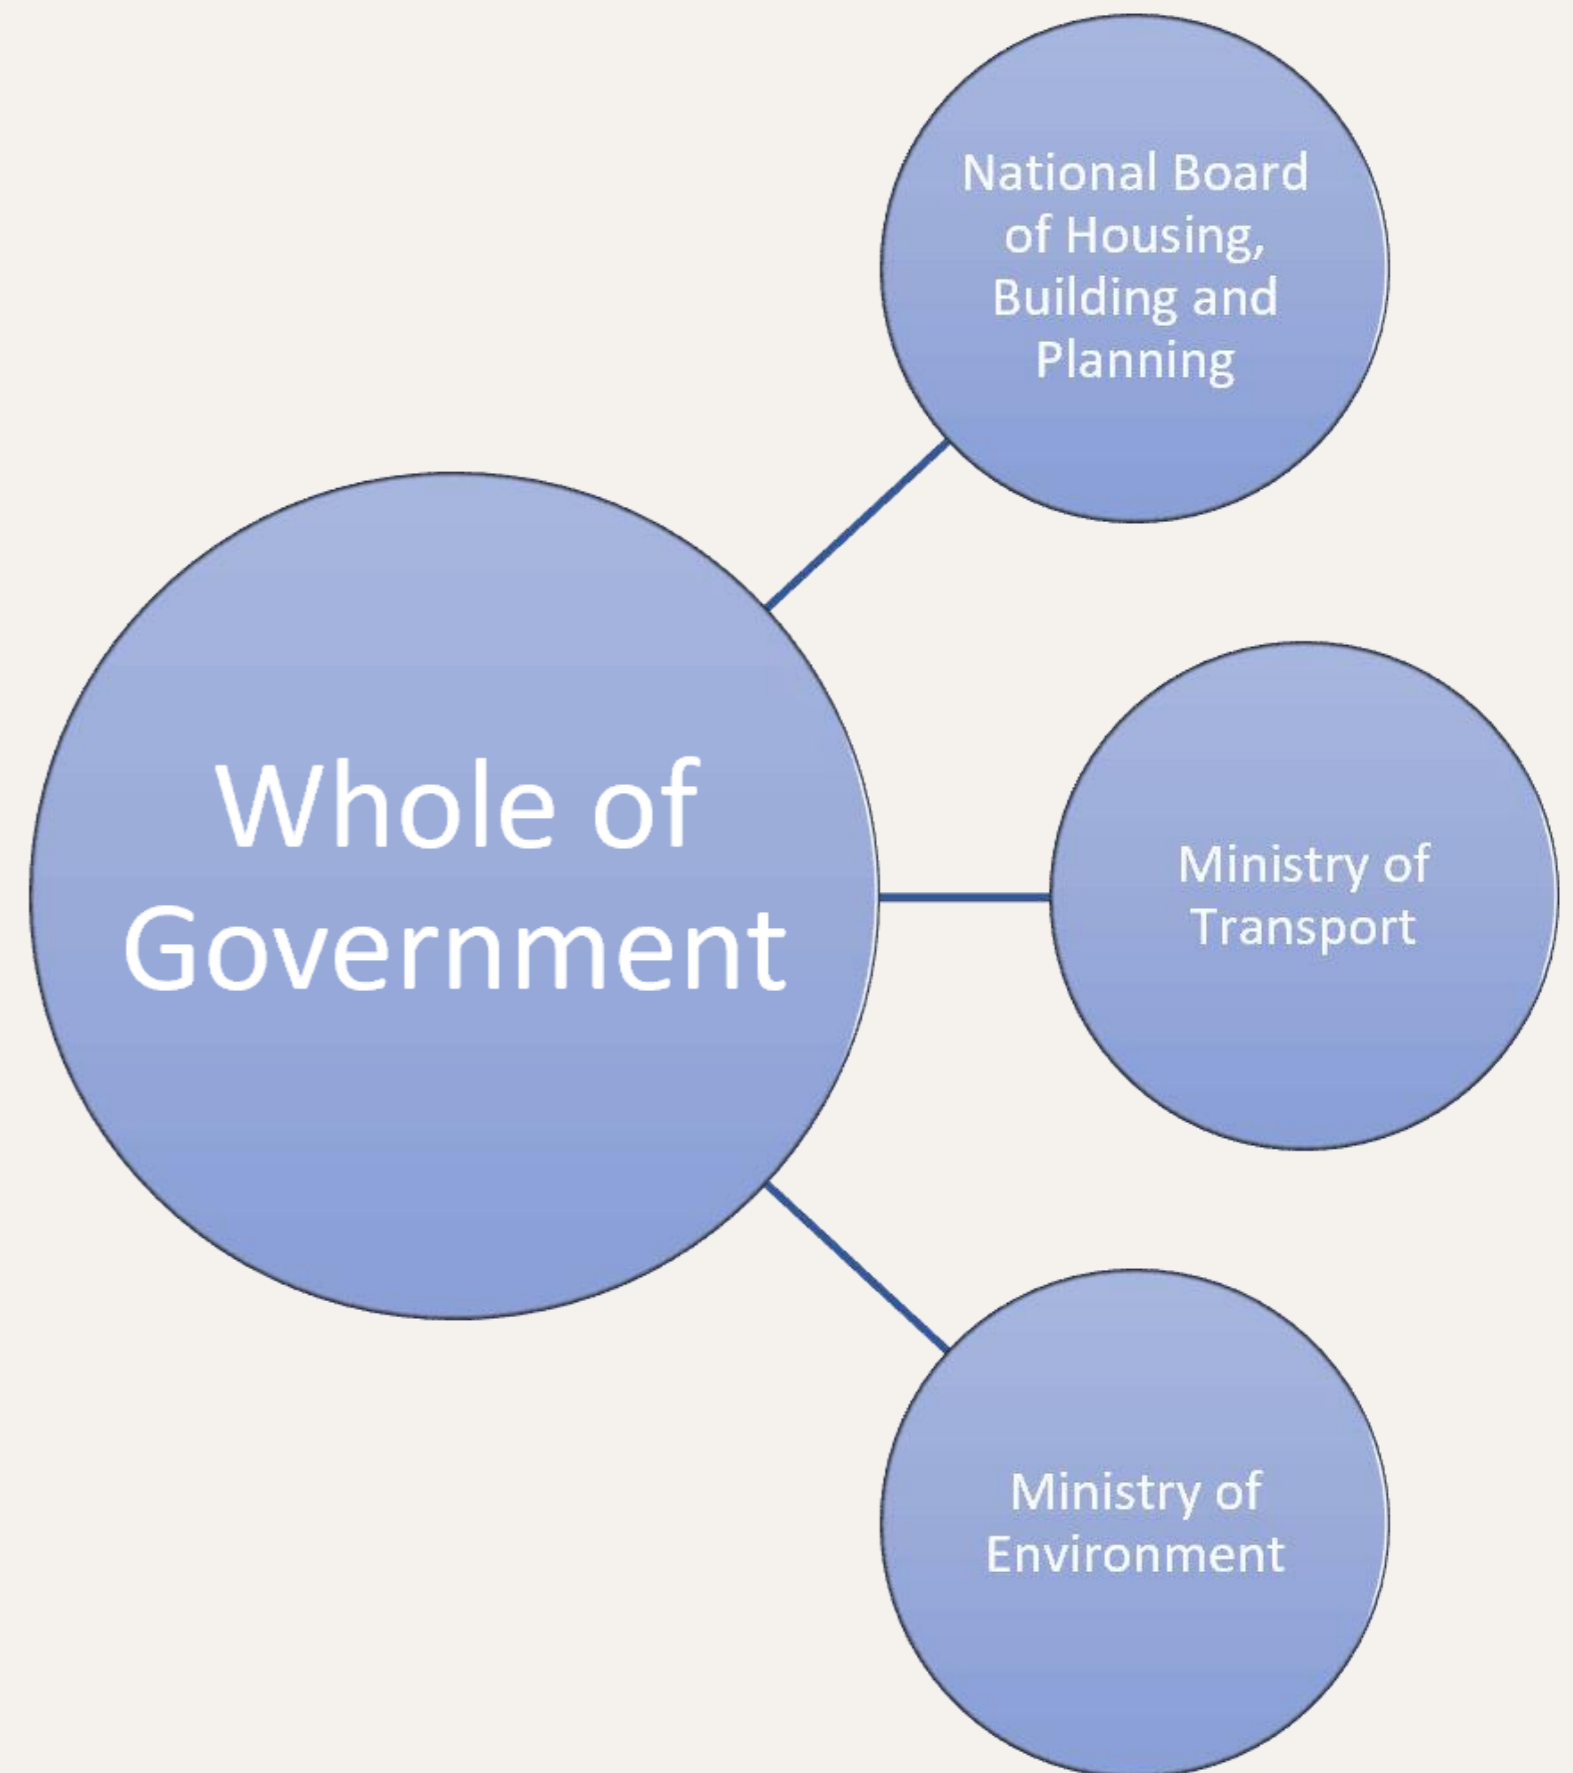 National Board
of Housing,
Building and
Planning
Whole of
Government
Ministry of
Transport
Ministry of
Environment